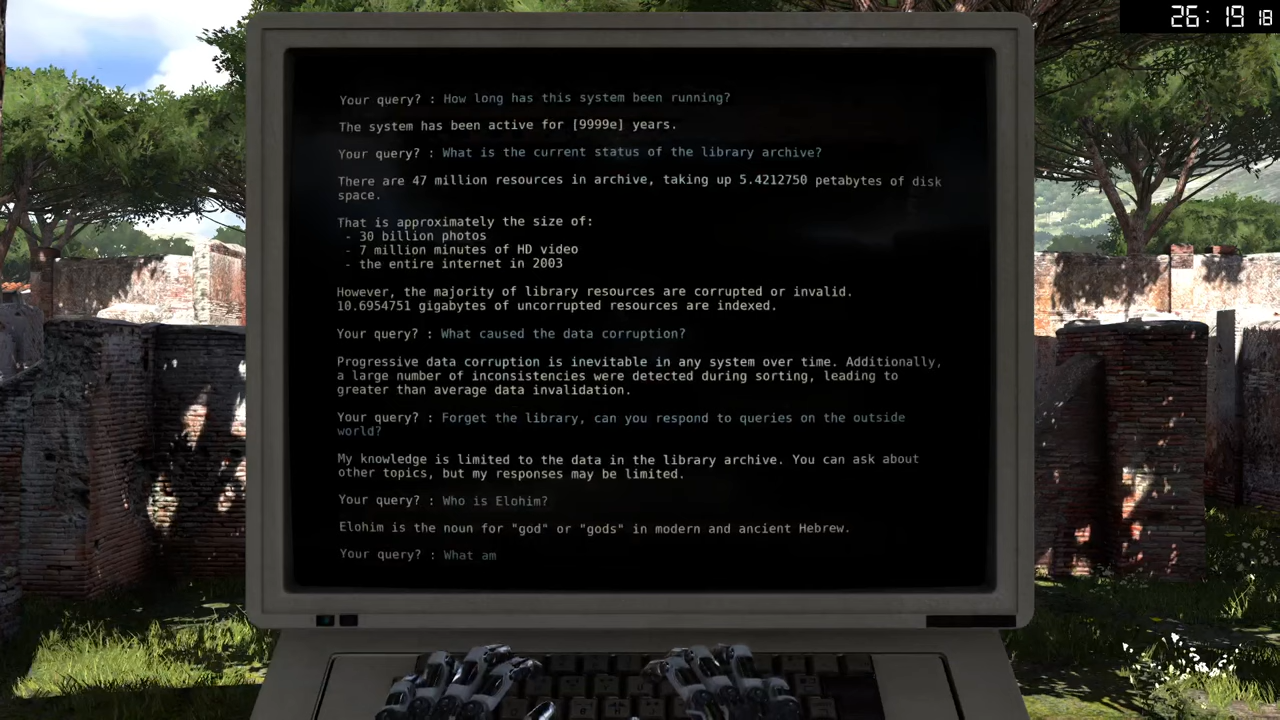 26:19 18
Your query? : How long has this system been running?
The system has been active for [9999e] years.
Your query? : What is the current status of the library archive?
There are 47 million resources in archive, taking up 5.4212750 petabytes of disk
space.
That is approximately the size of:
- 30 billion photos
- 7 million minutes of HD video
- the entire internet in 2003
However, the majority of library resources are corrupted or invalid.
10.6954751 gigabytes of uncorrupted resources are indexed.
Your query? : What caused the data corruption?
Progressive data corruption is inevitable in any system over time. Additionally,
a large number of inconsistencies were detected during sorting, leading to
greater than average data invalidation.
Your query? : Forget the library, can you respond to queries on the outside
world?
My knowledge is limited to the data in the library archive. You can ask about
other topics, but my responses may be limited.
Your query? : Who is Elohim?
Elohim is the noun for "god" or "gods" in modern and ancient Hebrew.
Your query? : What am